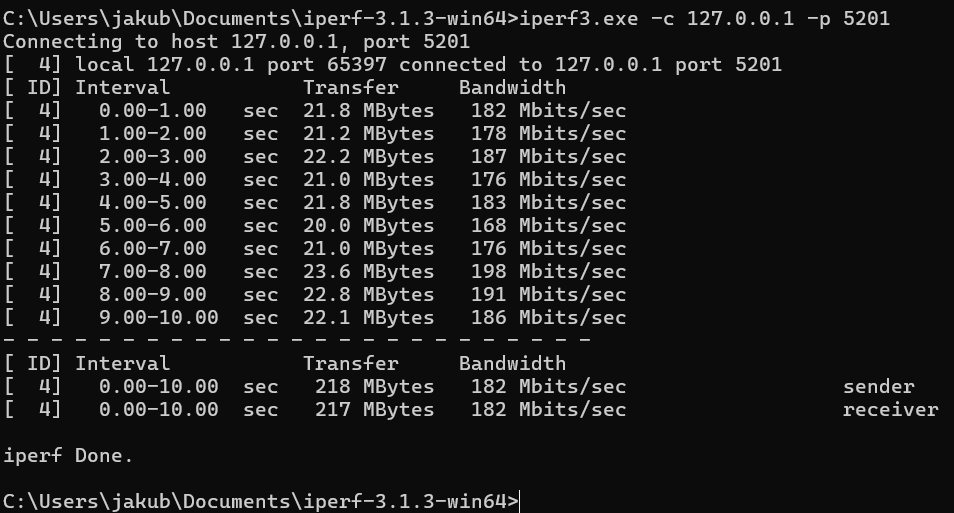 C:\Users\jakub\Documents\iperf-3.1.3-win64>iperf3.exe -c 127.0.0.1 -p 5201
Connecting to host 127.0.0.1, port 5201
[  4] local 127.0.0.1 port 65397 connected to 127.0.0.1 port 5201
[ ID] Interval           Transfer     Bandwidth
[  4]   0.00-1.00   sec  21.8 MBytes   182 Mbits/sec
[  4]   1.00-2.00   sec  21.2 MBytes   178 Mbits/sec
[  4]   2.00-3.00   sec  22.2 MBytes   187 Mbits/sec
[  4]   3.00-4.00   sec  21.0 MBytes   176 Mbits/sec
[  4]   4.00-5.00   sec  21.8 MBytes   183 Mbits/sec
[  4]   5.00-6.00   sec  20.0 MBytes   168 Mbits/sec
[  4]   6.00-7.00   sec  21.0 MBytes   176 Mbits/sec
[  4]   7.00-8.00   sec  23.6 MBytes   198 Mbits/sec
[  4]   8.00-9.00   sec  22.8 MBytes   191 Mbits/sec
[  4]   9.00-10.00  sec  22.1 MBytes   186 Mbits/sec
- - - - - - - - - - - - - - - - - - - - - - - - -
[ ID] Interval           Transfer     Bandwidth
[  4]   0.00-10.00  sec   218 MBytes   182 Mbits/sec                  sender
[  4]   0.00-10.00  sec   217 MBytes   182 Mbits/sec                  receiver
iperf Done.
C:\Users\jakub\Documents\iperf-3.1.3-win64>